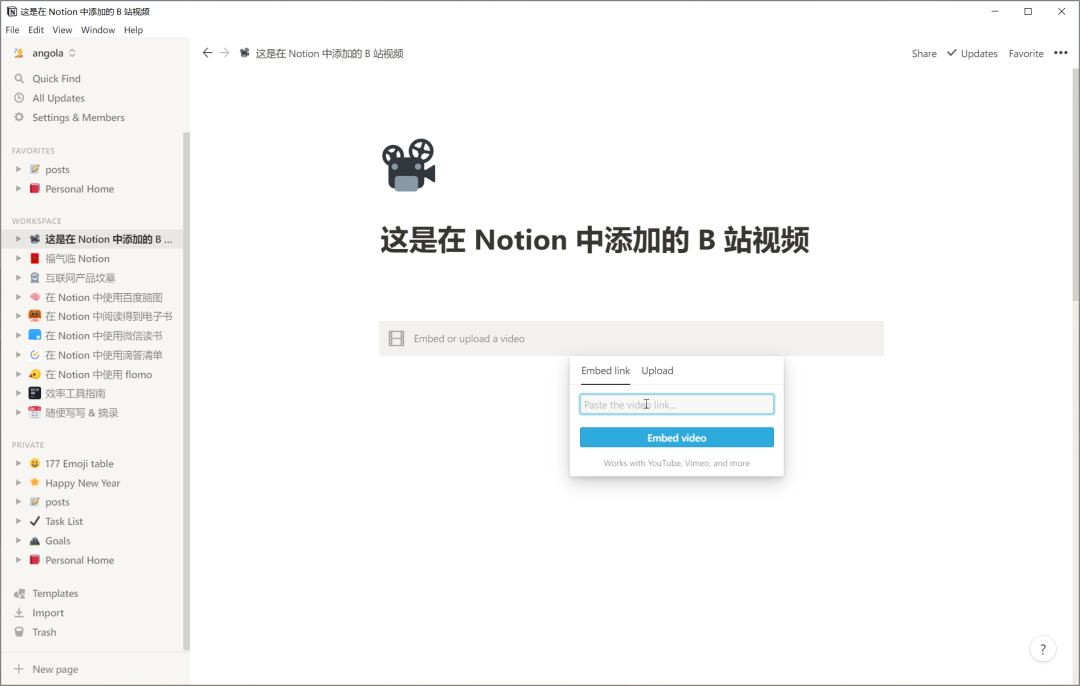 这是在 Notion 中添加的 B 站视频
File Edit View Window Help
angola
Quick Find
All Updates
Settings & Members
FAVORITES
posts
Personal Home
WORKSPACE
这是在 Notion 中添加的 B ...
福气临 Notion
互联网产品坟墓
在 Notion 中使用百度脑图
在 Notion 中阅读得到电子书
在 Notion 中使用微信读书
在 Notion 中使用滴答清单
在 Notion 中使用 flomo
效率工具指南
随便写写 & 摘录
PRIVATE
177 Emoji table
Happy New Year
posts
Task List
Goals
Personal Home
Templates
Import
Trash
New page
这是在 Notion 中添加的 B 站视频
Share Updates Favorite
这是在 Notion 中添加的 B 站视频
Embed or upload a video
Embed link Upload
Paste the video link...
Embed video
Works with YouTube, Vimeo, and more
?